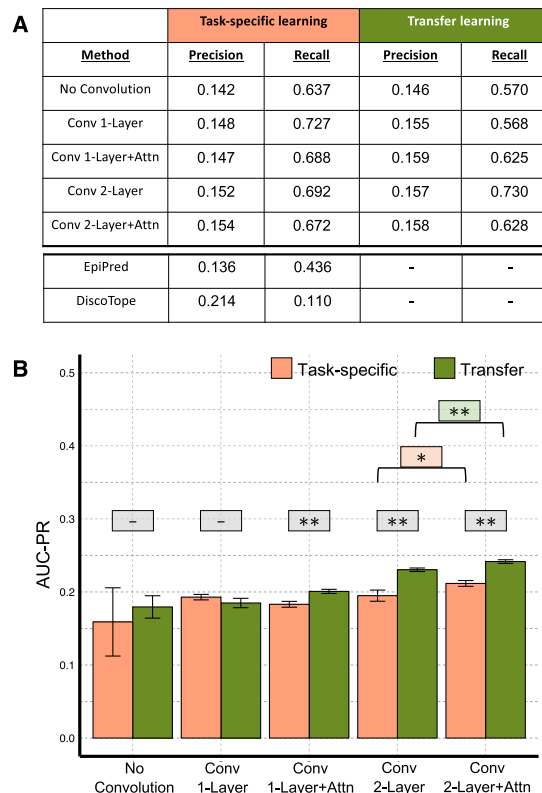 A
Task-specific learning Transfer learning
Method Precision Recall Precision Recall
No Convolution 0.142 0.637 0.146 0.570
Conv 1-Layer 0.148 0.727 0.155 0.568
Conv 1-Layer+Attn 0.147 0.688 0.159 0.625
Conv 2-Layer 0.152 0.692 0.157 0.730
Conv 2-Layer+Attn 0.154 0.672 0.158 0.628
EpiPred 0.136 0.436 - -
DiscoTope 0.214 0.110 - -
B
Task-specific Transfer
0.5
**
0.4
*
0.3
– – ** ** **
AUC-PR
0.2
0.1
0.0
No Conv Conv Conv Conv
Convolution 1-Layer 1-Layer+Attn 2-Layer 2-Layer+Attn